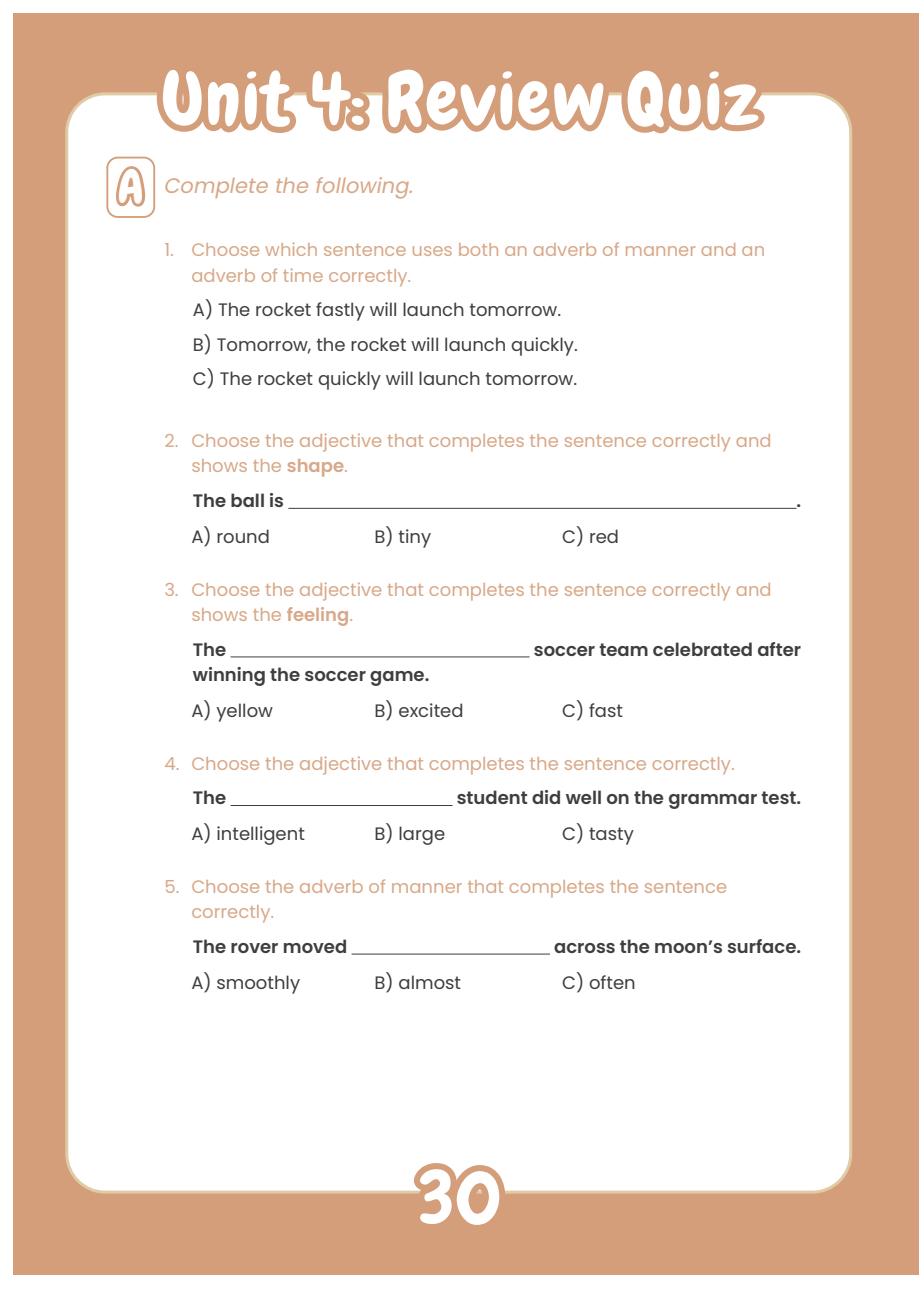 Unit 4: Review Quiz
A Complete the following.
1. Choose which sentence uses both an adverb of manner and an
adverb of time correctly.
A) The rocket fastly will launch tomorrow.
B) Tomorrow, the rocket will launch quickly.
C) The rocket quickly will launch tomorrow.
2. Choose the adjective that completes the sentence correctly and
shows the shape.
The ball is ______________________________.
A) round B) tiny C) red
3. Choose the adjective that completes the sentence correctly and
shows the feeling.
The ____________________ soccer team celebrated after
winning the soccer game.
A) yellow B) excited C) fast
4. Choose the adjective that completes the sentence correctly.
The ____________________ student did well on the grammar test.
A) intelligent B) large C) tasty
5. Choose the adverb of manner that completes the sentence
correctly.
The rover moved ____________________ across the moon’s surface.
A) smoothly B) almost C) often
30